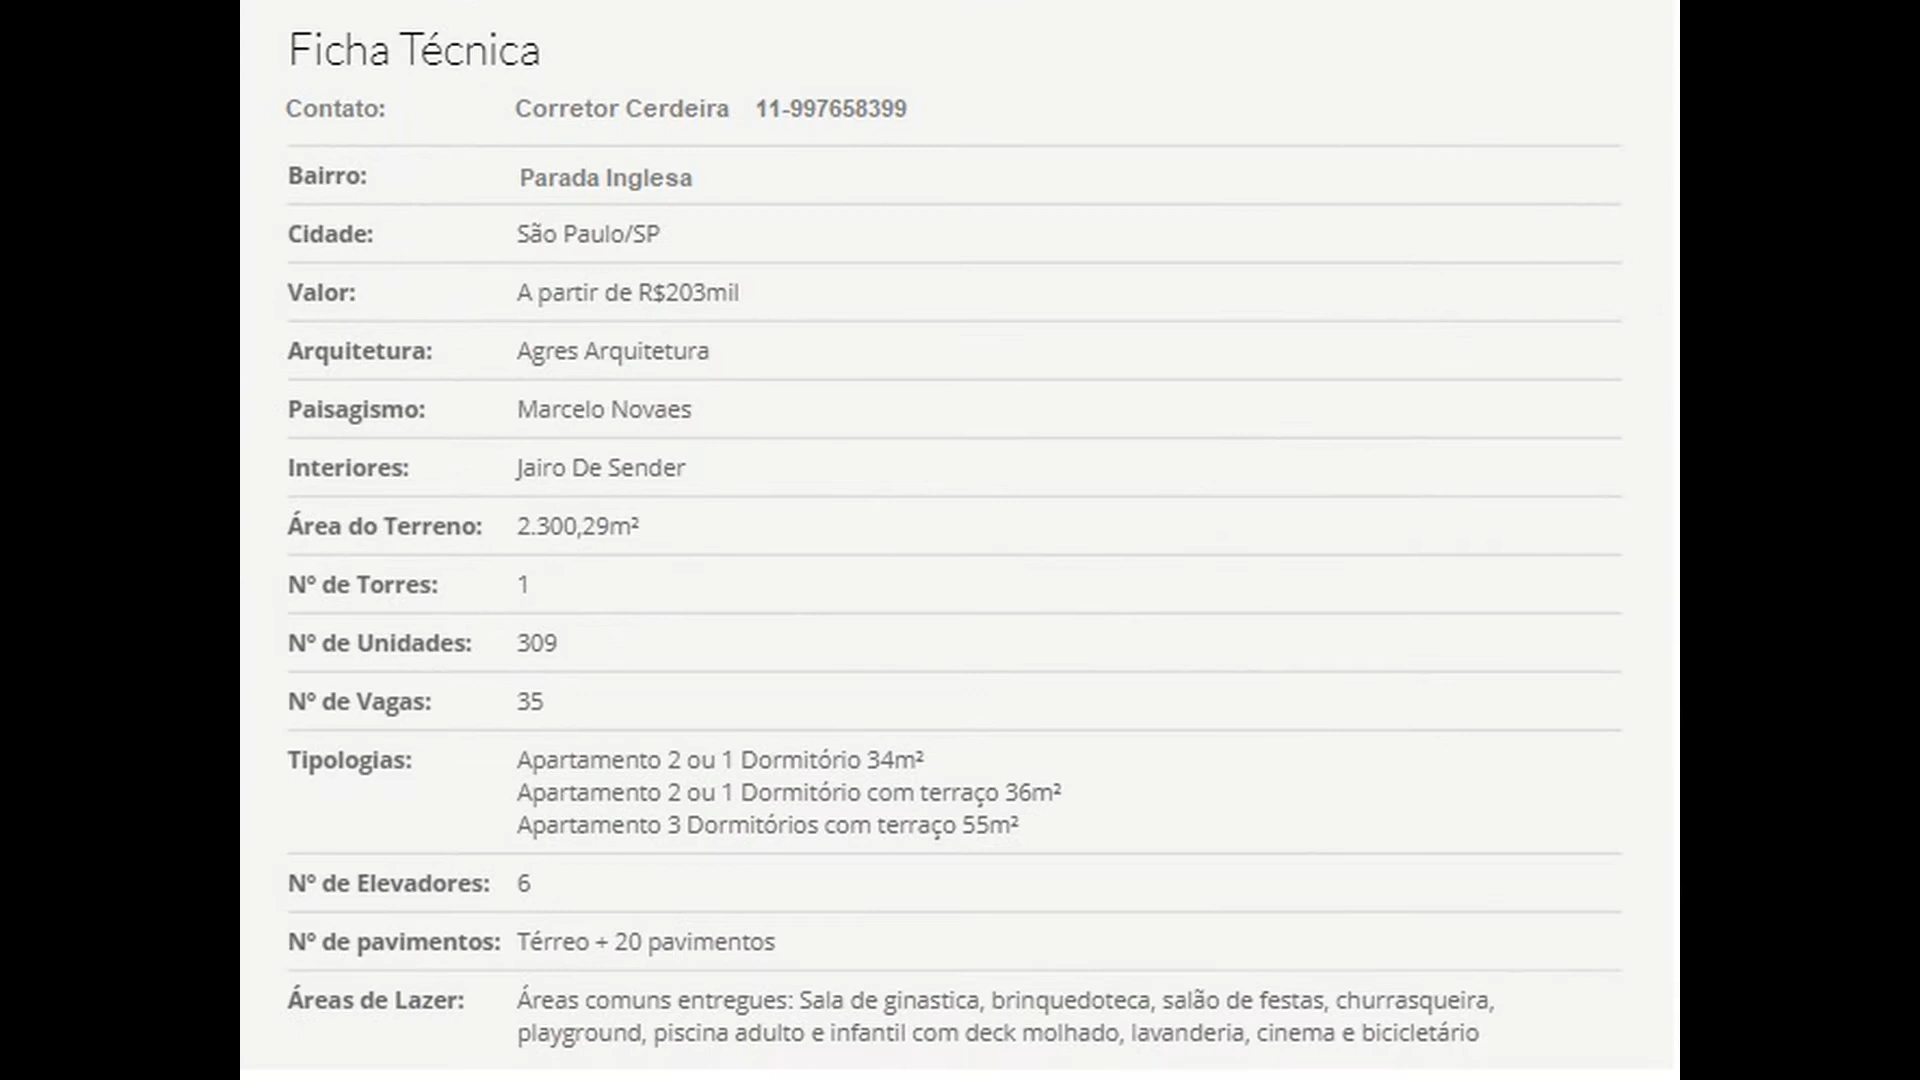 Ficha Técnica
Contato: Corretor Cerdeira 11-997658399
Bairro: Parada Inglesa
Cidade: São Paulo/SP
Valor: A partir de R$203mil
Arquitetura: Agres Arquitetura
Paisagismo: Marcelo Novaes
Interiores: Jairo De Sender
Área do Terreno: 2.300,29m²
Nº de Torres: 1
Nº de Unidades: 309
Nº de Vagas: 35
Tipologias: Apartamento 2 ou 1 Dormitório 34m²
Apartamento 2 ou 1 Dormitório com terraço 36m²
Apartamento 3 Dormitórios com terraço 55m²
Nº de Elevadores: 6
Nº de pavimentos: Térreo + 20 pavimentos
Áreas de Lazer: Áreas comuns entregues: Sala de ginastica, brinquedoteca, salão de festas, churrasqueira,
playground, piscina adulto e infantil com deck molhado, lavanderia, cinema e bicicletário